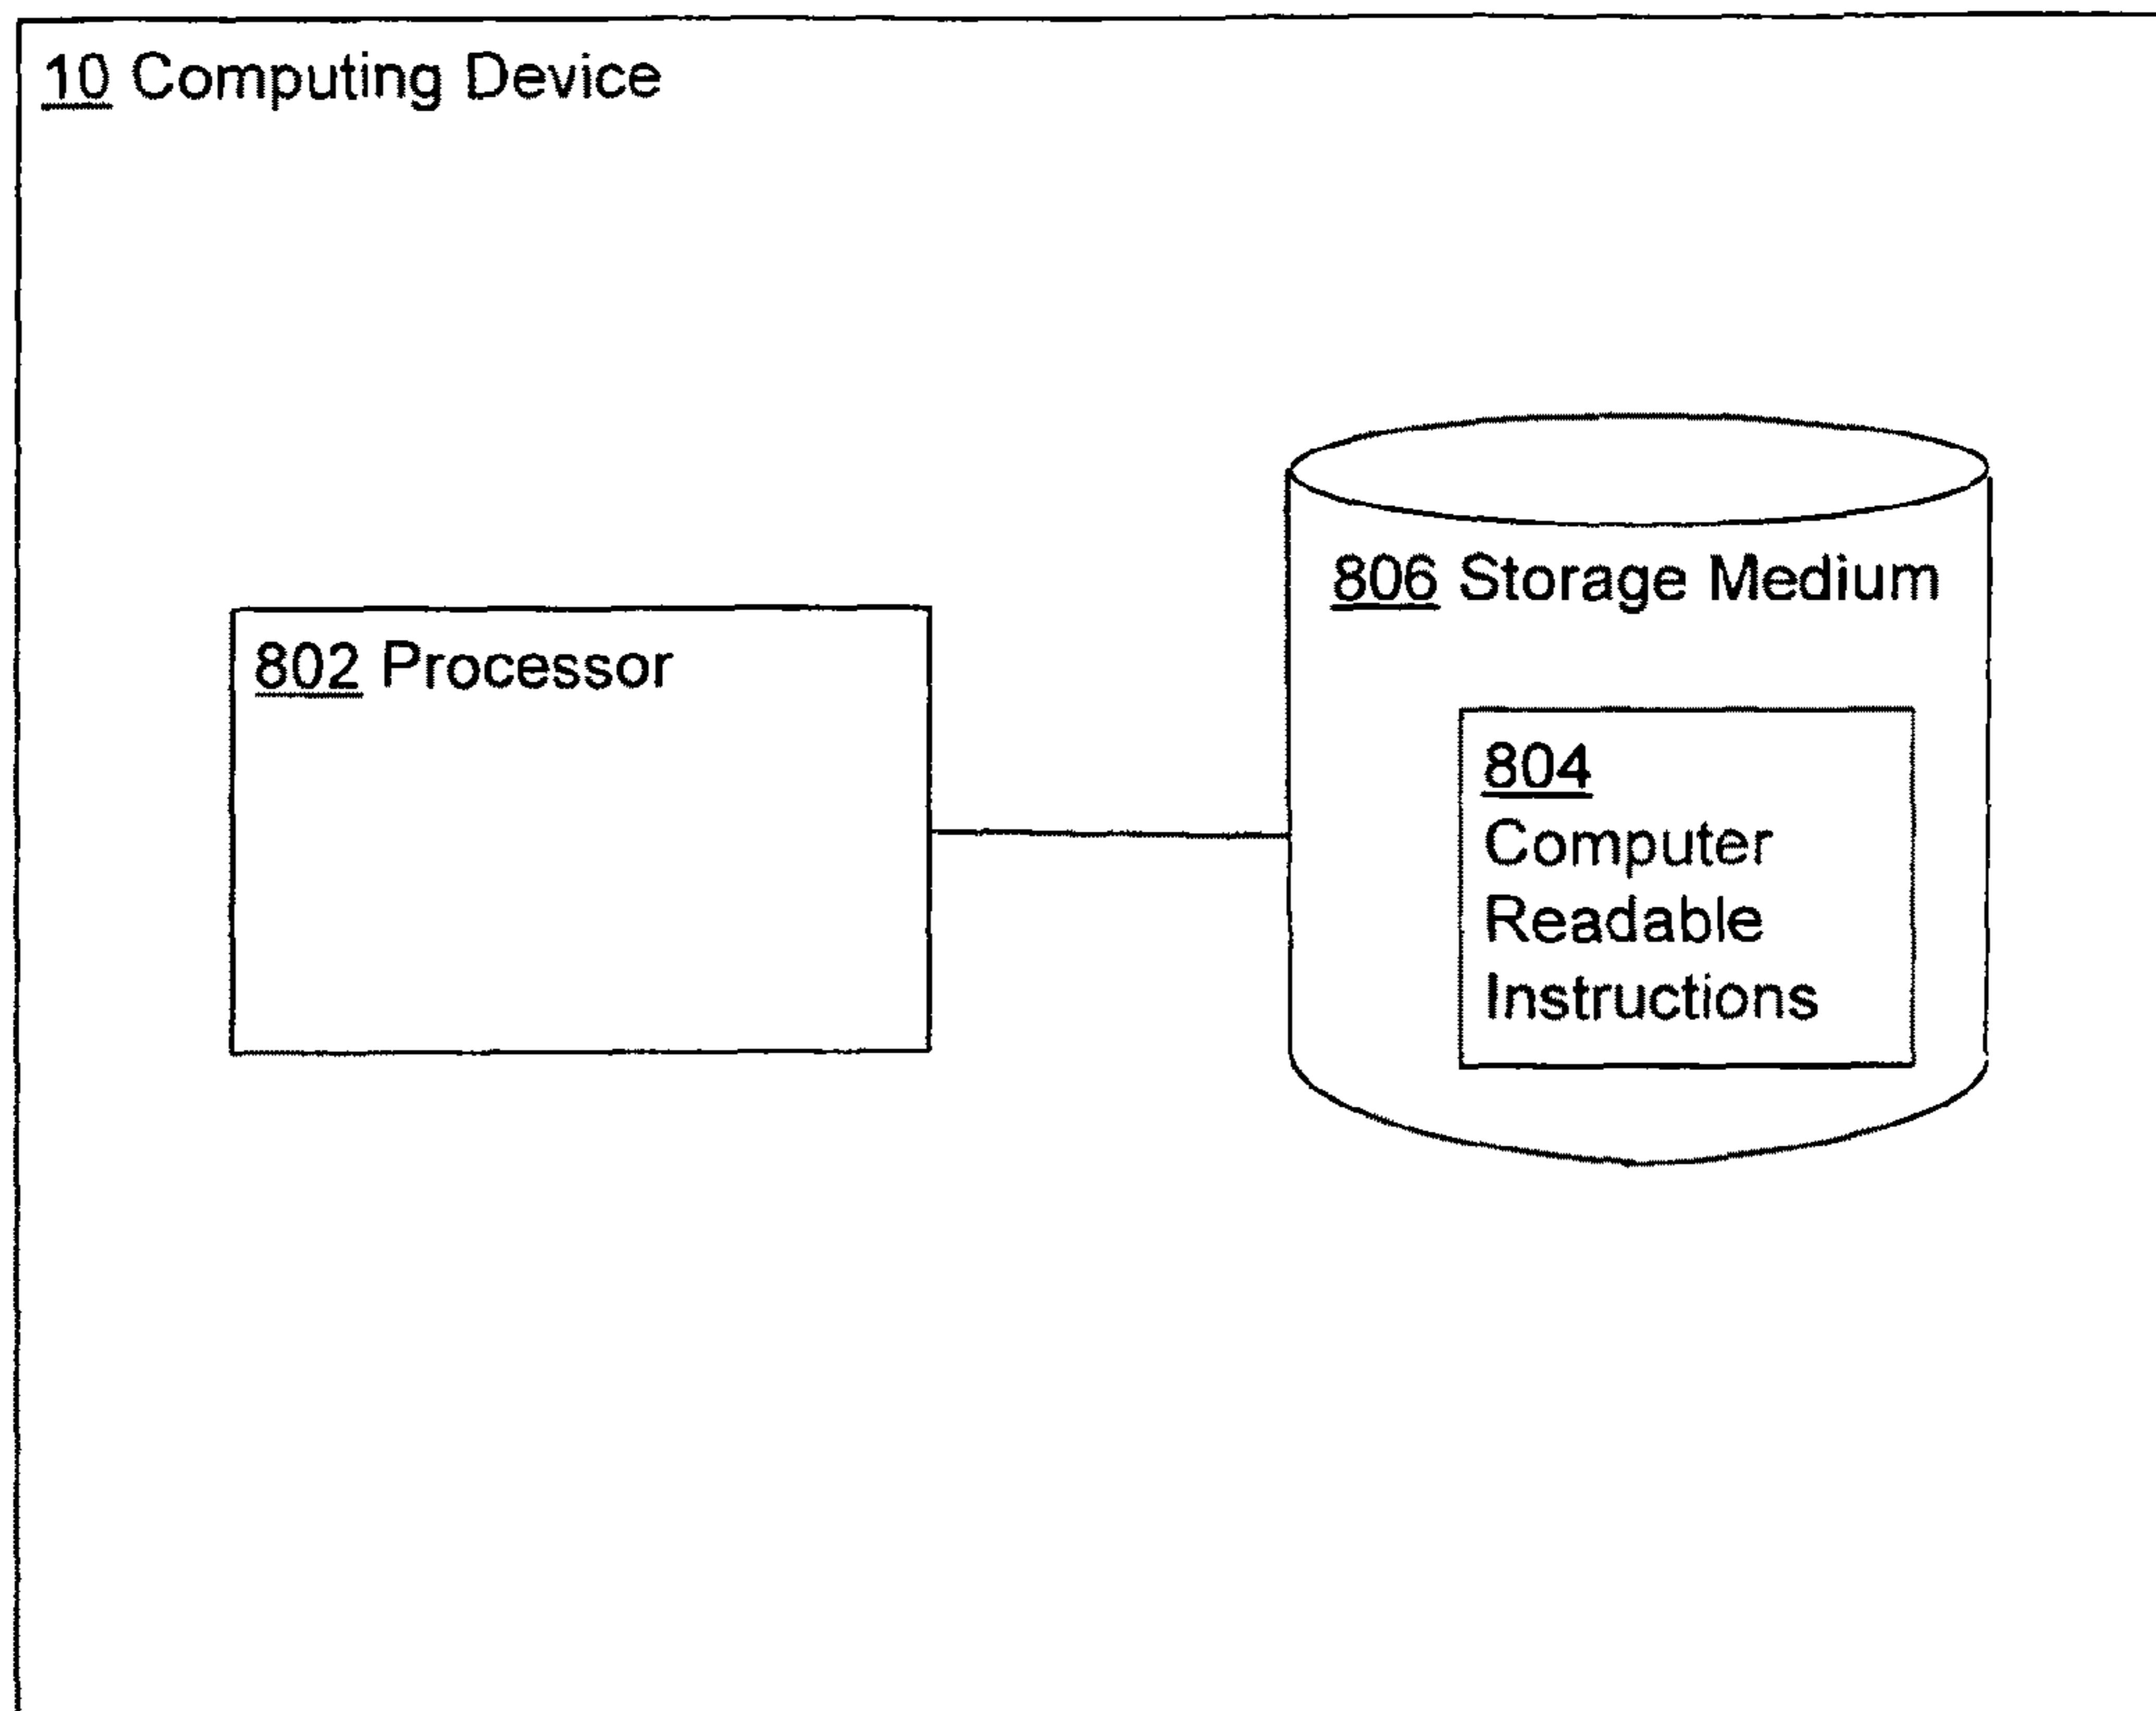 10 Computing Device
806 Storage Medium
802 Processor
804
Computer
Readable
Instructions